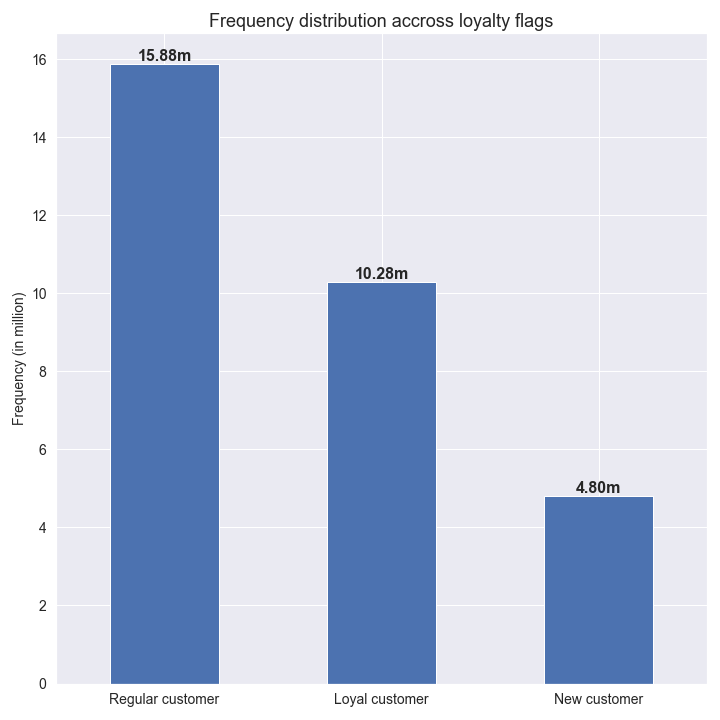 Frequency distribution accross loyalty flags
Frequency (in million)
16
14
12
10
8
6
4
2
0
15.88m
10.28m
4.80m
Regular customer
Loyal customer
New customer